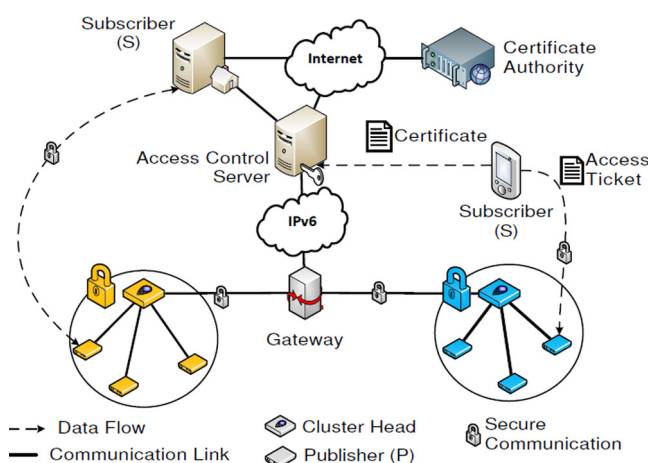 Subscriber
(S)
Internet
Certificate
Authority
Certificate
Access Control
Server
Access
Ticket
Subscriber
(S)
IPv6
Gateway
Data Flow
Communication Link
Cluster Head
Publisher (P)
Secure
Communication